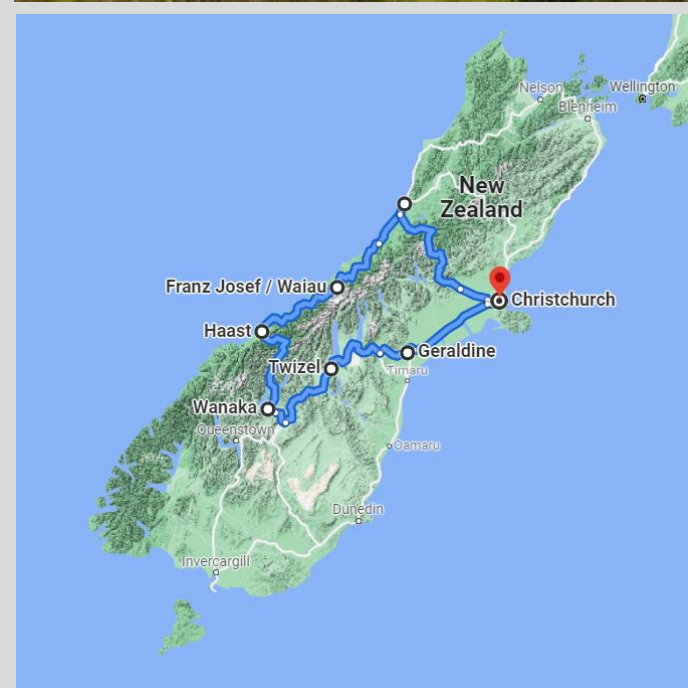 Nelson
Wellington
Blenheim
New
Zealand
Franz Josef / Waiau
Christchurch
Haast
Geraldine
Twizel
Timaru
Wanaka
Queenstown
Oamaru
Dunedin
Invercargill